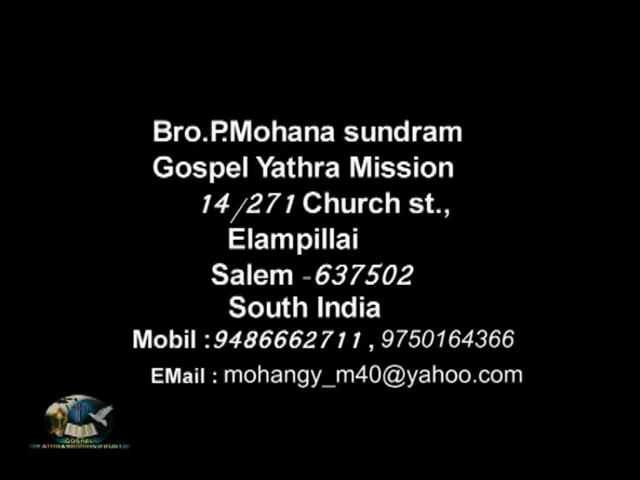 Bro.P.Mohana sundram
Gospel Yathra Mission
14/271 Church st.,
Elampillai
Salem -637502
South India
Mobil :9486662711 , 9750164366
EMail : mohangy_m40@yahoo.com
GOSPEL